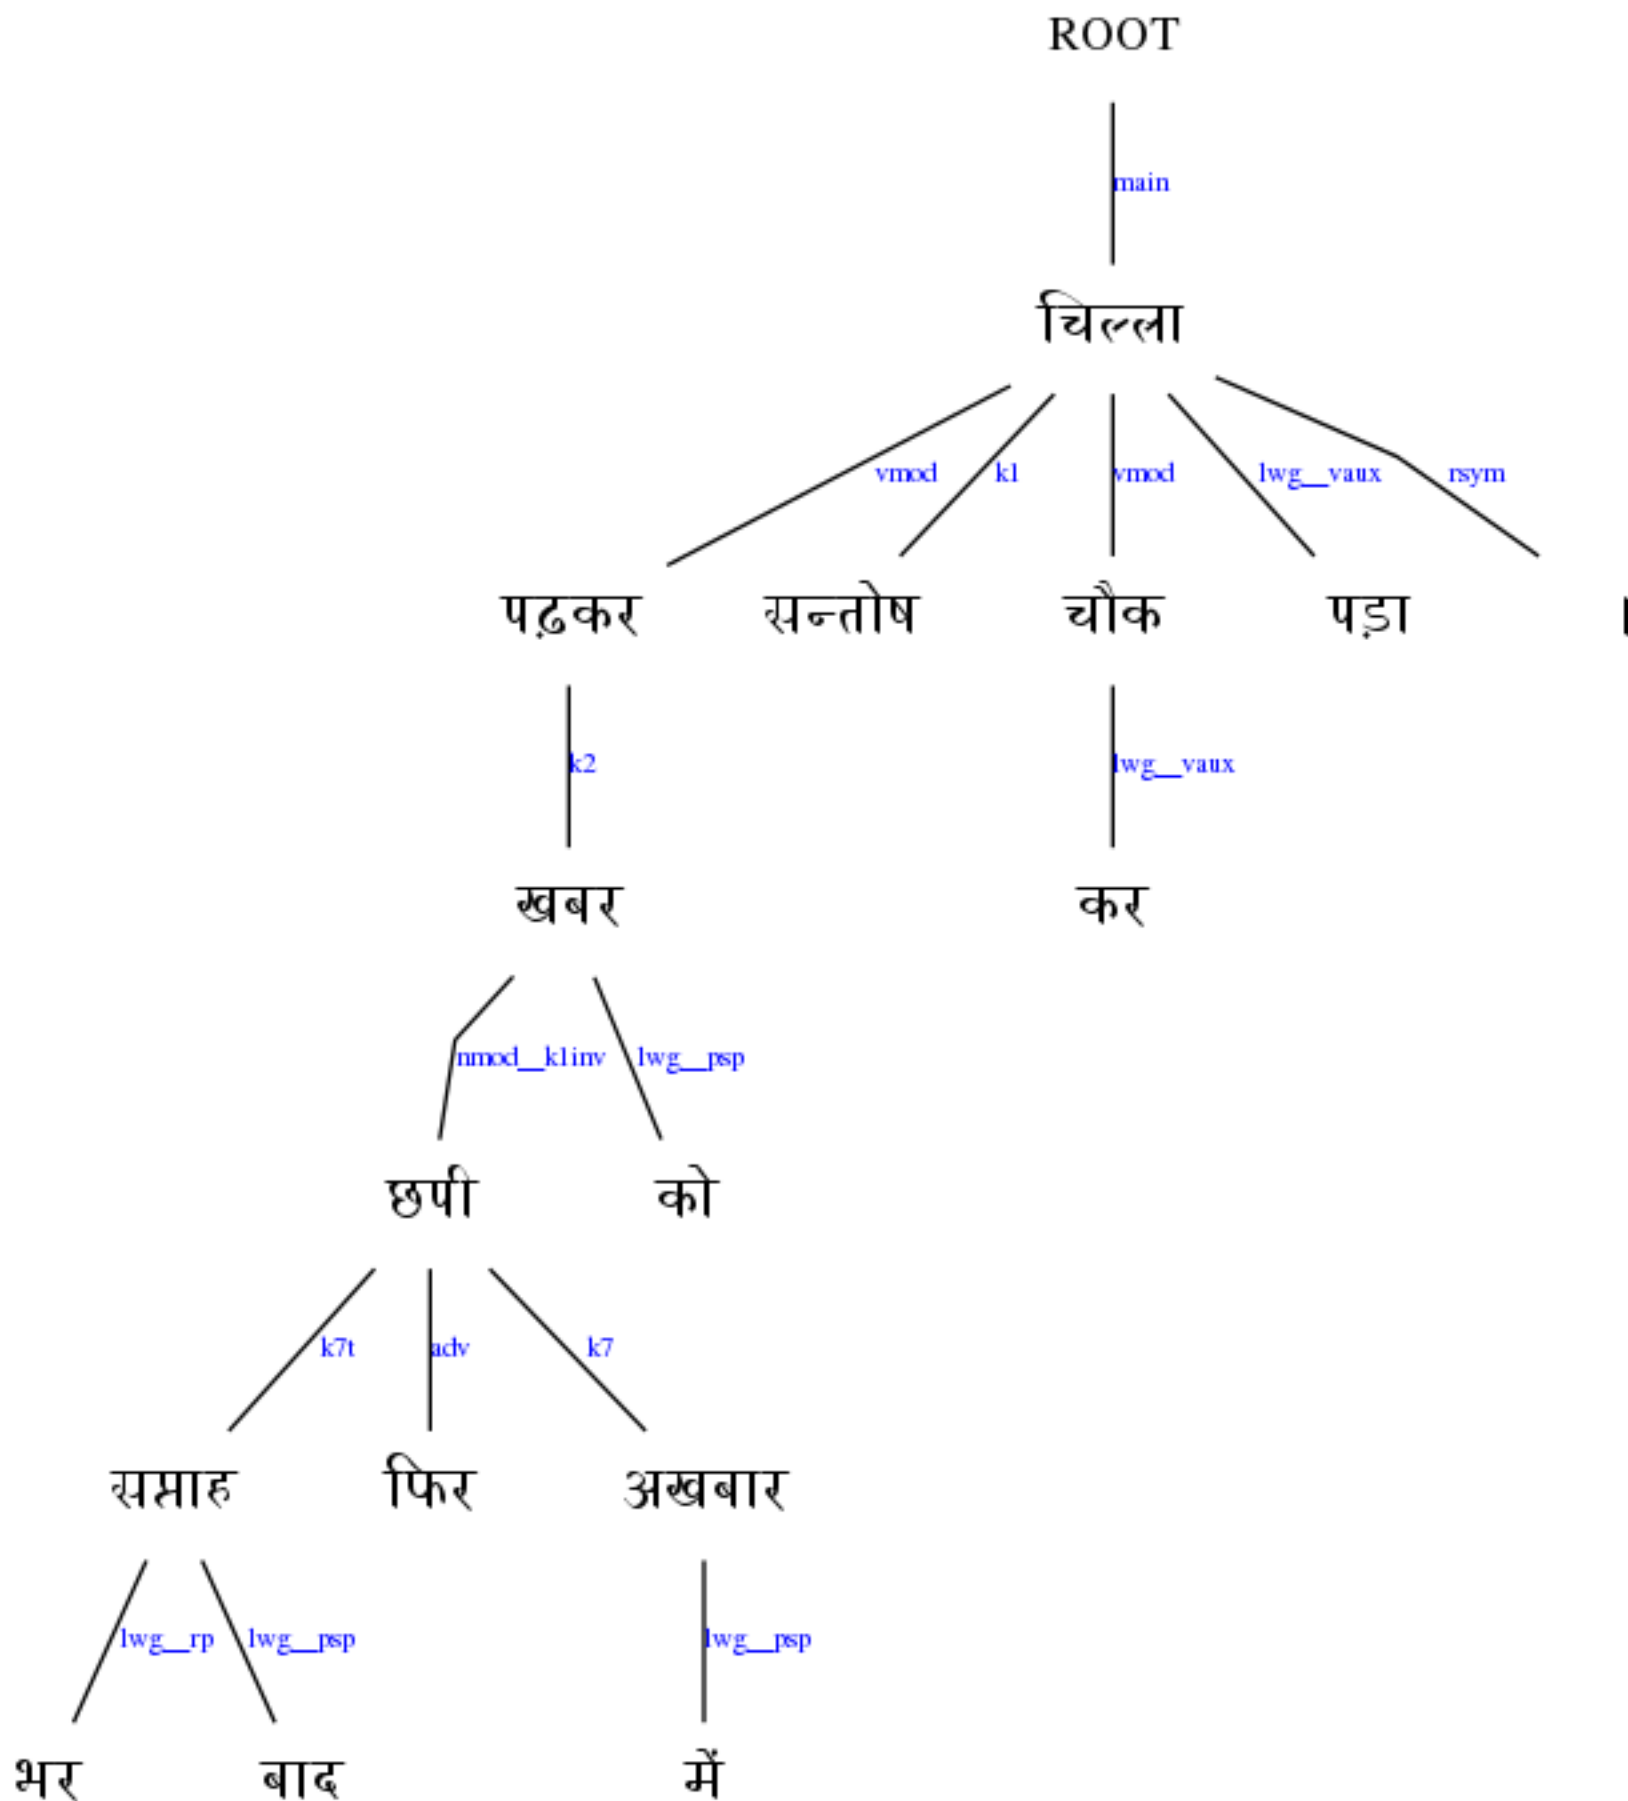 ROOT
main
चिल्ला
vmod k1 vmod lwg__vaux rsym
पढ़कर सन्तोष चौक पड़ा ।
k2 lwg__vaux
खबर कर
nmod__k1inv lwg__psp
छपी को
k7t adv k7
सप्ताह फिर अखबार
lwg__rp lwg__psp lwg__psp
भर बाद में